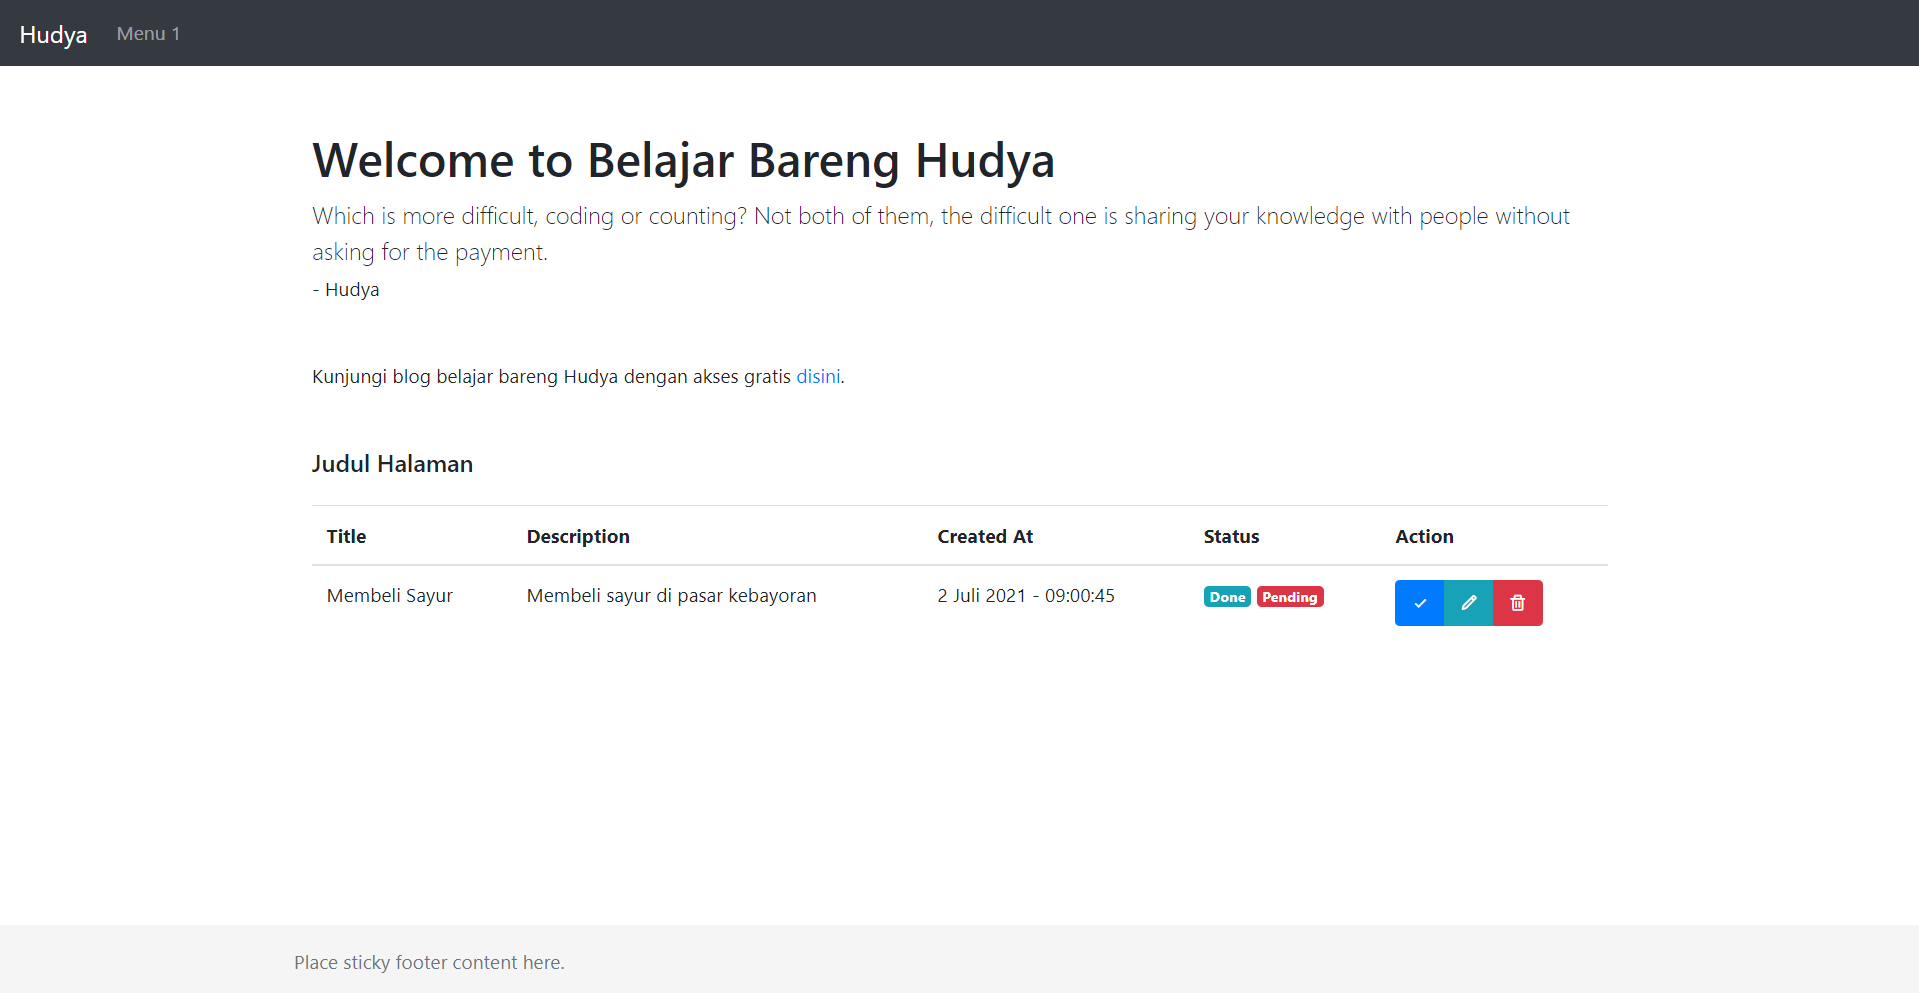 Hudya Menu 1
Welcome to Belajar Bareng Hudya
Which is more difficult, coding or counting? Not both of them, the difficult one is sharing your knowledge with people without
asking for the payment.
- Hudya
Kunjungi blog belajar bareng Hudya dengan akses gratis disini.
Judul Halaman
Title Description Created At Status Action
Membeli Sayur Membeli sayur di pasar kebayoran 2 Juli 2021 - 09:00:45 Done Pending
Place sticky footer content here.